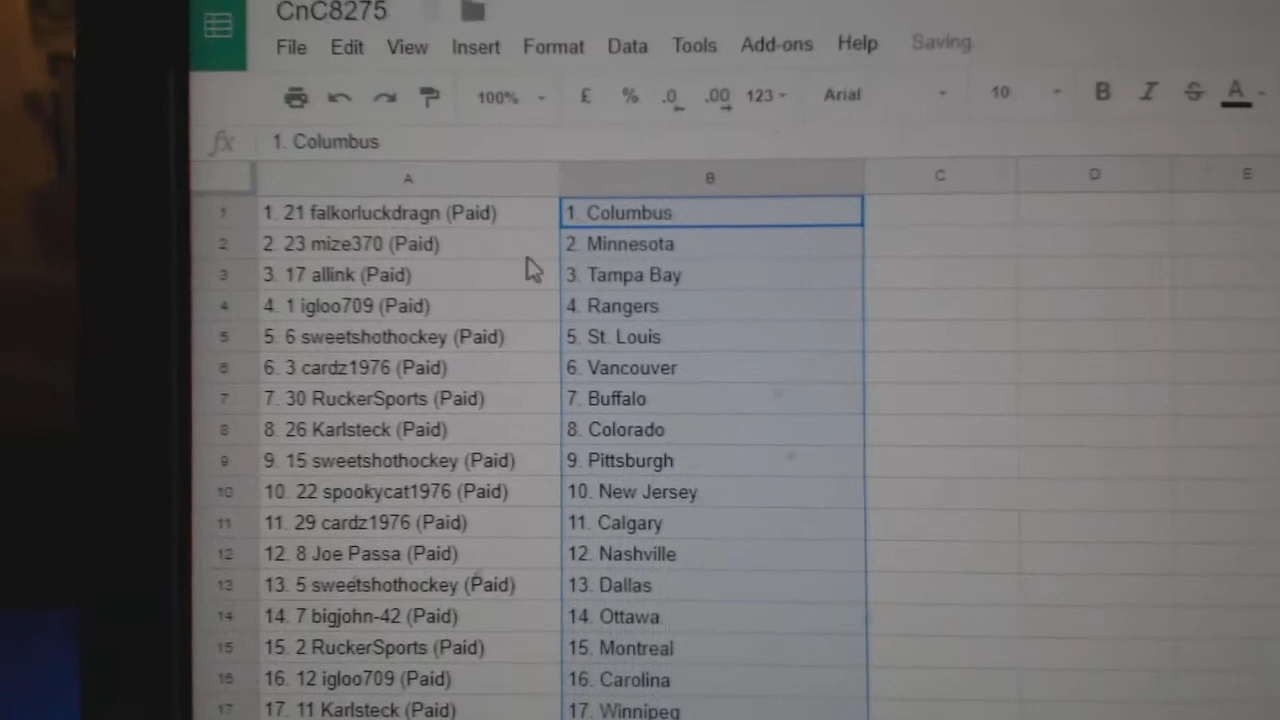 CnC8275
File Edit View Insert Format Data Tools Add-ons Help Saving
100% £ % .0 .00 123 Arial 10 B I S A
fx 1. Columbus
A B C D E
1 1. 21 falkorluckdragn (Paid) 1. Columbus
2 2. 23 mize370 (Paid) 2. Minnesota
3 3. 17 allink (Paid) 3. Tampa Bay
4 4. 1 igloo709 (Paid) 4. Rangers
5 5. 6 sweetshothockey (Paid) 5. St. Louis
6 6. 3 cardz1976 (Paid) 6. Vancouver
7 7. 30 RuckerSports (Paid) 7. Buffalo
8 8. 26 Karlsteck (Paid) 8. Colorado
9 9. 15 sweetshothockey (Paid) 9. Pittsburgh
10 10. 22 spookycat1976 (Paid) 10. New Jersey
11 11. 29 cardz1976 (Paid) 11. Calgary
12 12. 8 Joe Passa (Paid) 12. Nashville
13 13. 5 sweetshothockey (Paid) 13. Dallas
14 14. 7 bigjohn-42 (Paid) 14. Ottawa
15 15. 2 RuckerSports (Paid) 15. Montreal
16 16. 12 igloo709 (Paid) 16. Carolina
17 17. 11 Karlsteck (Paid) 17. Winnipeg